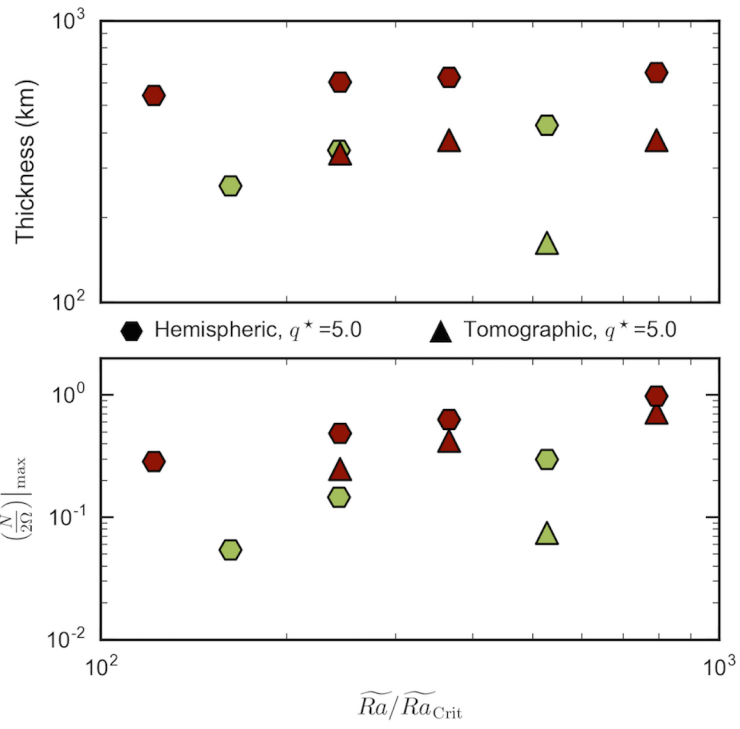 10³
Thickness (km)
10²
Hemispheric, q*=5.0 Tomographic, q*=5.0
10⁰
(N/2Ω)|max
10⁻¹
10⁻²
10² 10³
R̃a/R̃aCrit